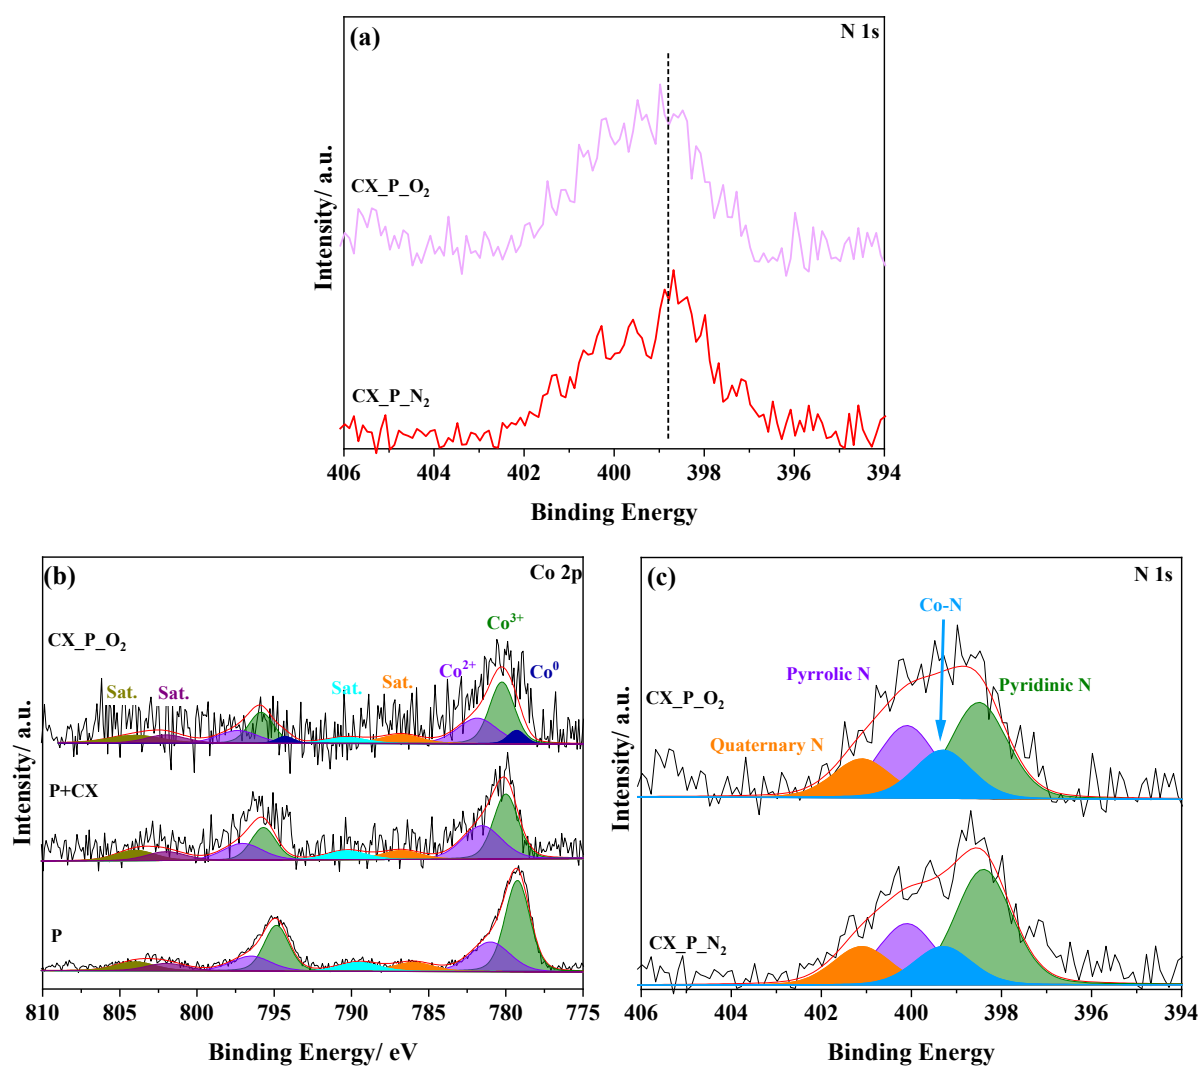 (a)
N 1s
CX_P_O₂
CX_P_N₂
Intensity/ a.u.
406 404 402 400 398 396 394
Binding Energy
(b)
Co 2p
CX_P_O₂
Co³⁺
Co²⁺
Co⁰
Sat.
Sat.
Sat.
Sat.
P+CX
P
Intensity/ a.u.
810 805 800 795 790 785 780 775
Binding Energy/ eV
(c)
N 1s
Co-N
Pyrrolic N
Pyridinic N
CX_P_O₂
Quaternary N
CX_P_N₂
Intensity/ a.u.
406 404 402 400 398 396 394
Binding Energy